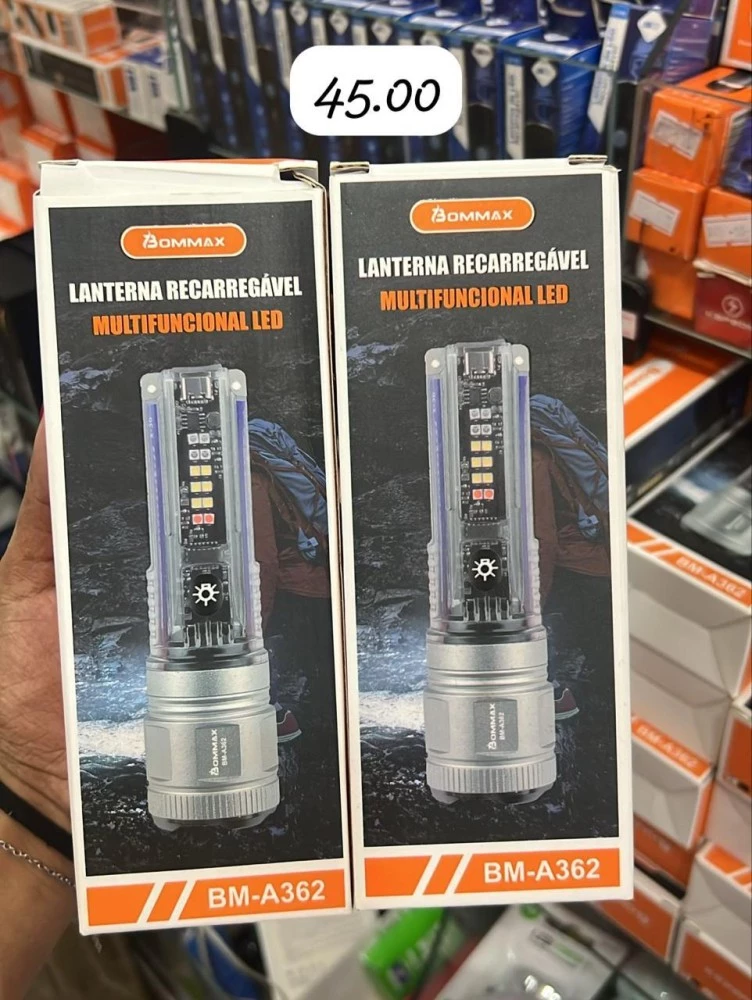 45.00
BOMMAX
LANTERNA RECARREGÁVEL
MULTIFUNCIONAL LED
BOMMAX
BM-A362
BM-A362
BOMMAX
LANTERNA RECARREGÁVEL
MULTIFUNCIONAL LED
BOMMAX
BM-A362
BM-A362
BM-A362
BM-A362